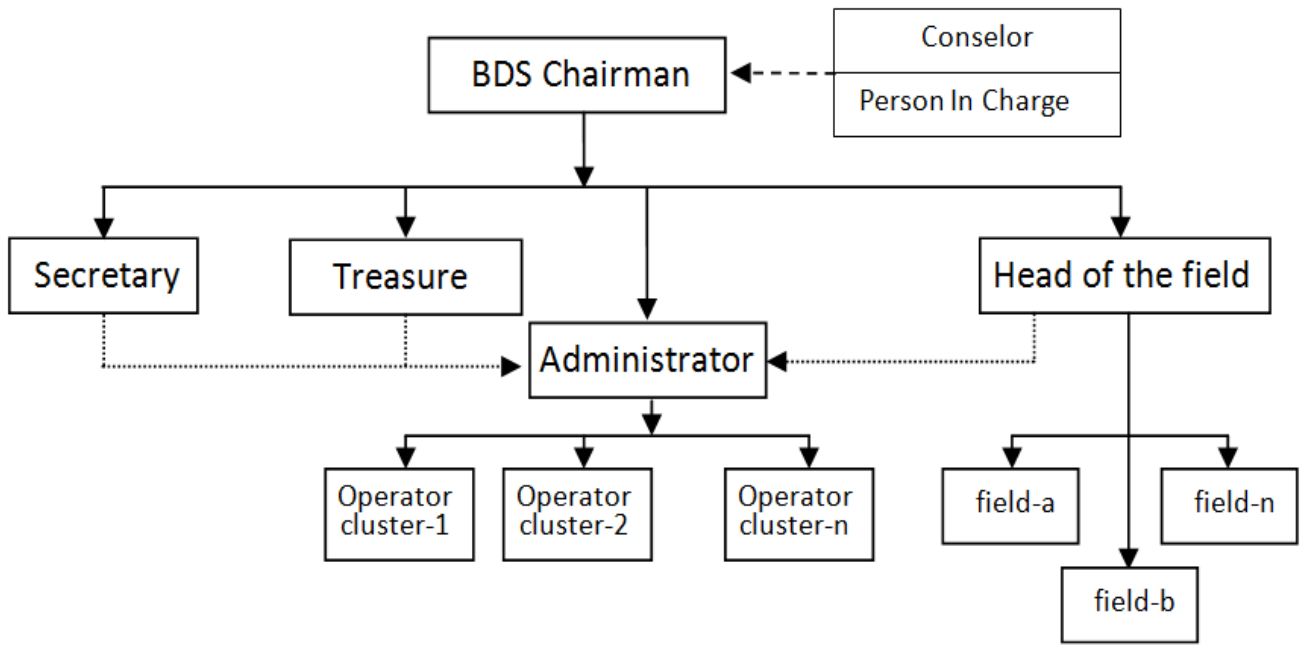 Conselor
BDS Chairman
Person In Charge
Secretary
Treasure
Head of the field
Administrator
Operator
cluster-1
Operator
cluster-2
Operator
cluster-n
field-a
field-n
field-b